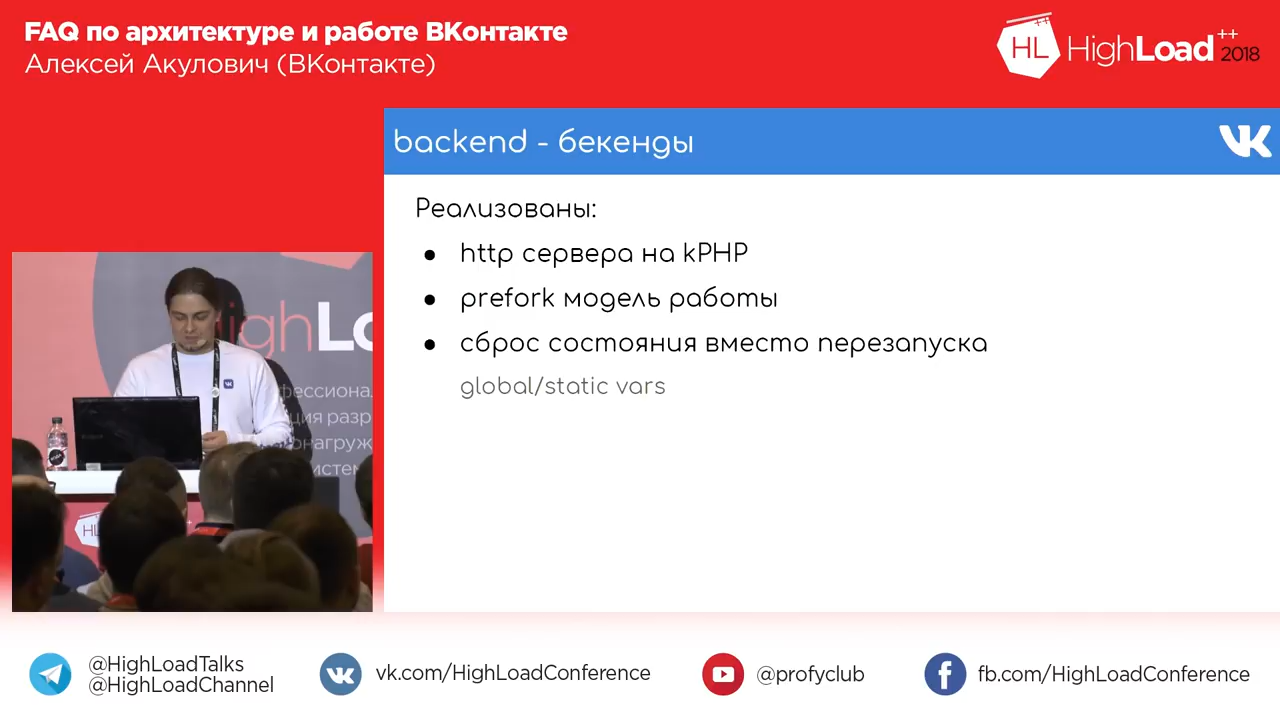 FAQ по архитектуре и работе ВКонтакте
Алексей Акулович (ВКонтакте)
HL HighLoad ++ 2018
backend - бекенды
VK
Реализованы:
● http сервера на kPHP
● prefork модель работы
● сброс состояния вместо перезапуска
global/static vars
@HighLoadTalks
@HighLoadChannel
vk.com/HighLoadConference
@profyclub
fb.com/HighLoadConference